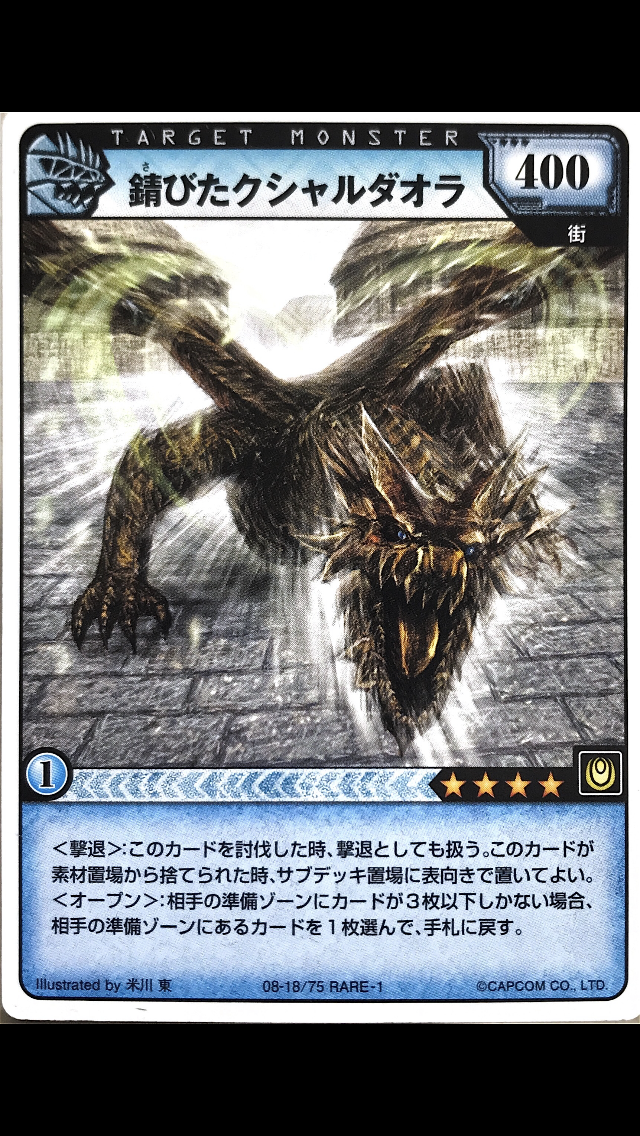 TARGET MONSTER
さ
錆びたクシャルダオラ
400
街
1
<撃退>:このカードを討伐した時、撃退としても扱う。このカードが
素材置場から捨てられた時、サブデッキ置場に表向きで置いてよい。
<オープン>:相手の準備ゾーンにカードが3枚以下しかない場合、
相手の準備ゾーンにあるカードを1枚選んで、手札に戻す。
Illustrated by 米川 東 08-18/75 RARE-1 ©CAPCOM CO., LTD.